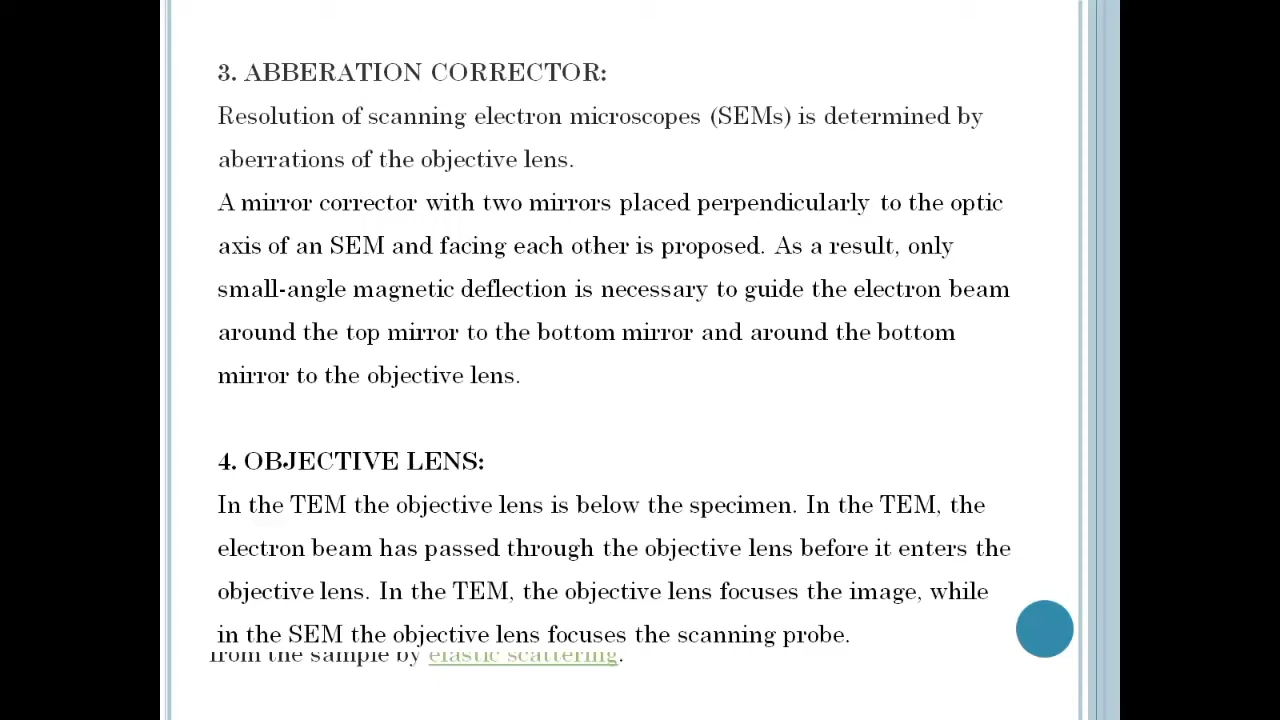 3. ABBERATION CORRECTOR:
Resolution of scanning electron microscopes (SEMs) is determined by
aberrations of the objective lens.
A mirror corrector with two mirrors placed perpendicularly to the optic
axis of an SEM and facing each other is proposed. As a result, only
small-angle magnetic deflection is necessary to guide the electron beam
around the top mirror to the bottom mirror and around the bottom
mirror to the objective lens.
4. OBJECTIVE LENS:
In the TEM the objective lens is below the specimen. In the TEM, the
electron beam has passed through the objective lens before it enters the
objective lens. In the TEM, the objective lens focuses the image, while
in the SEM the objective lens focuses the scanning probe.
from the sample by elastic scattering.